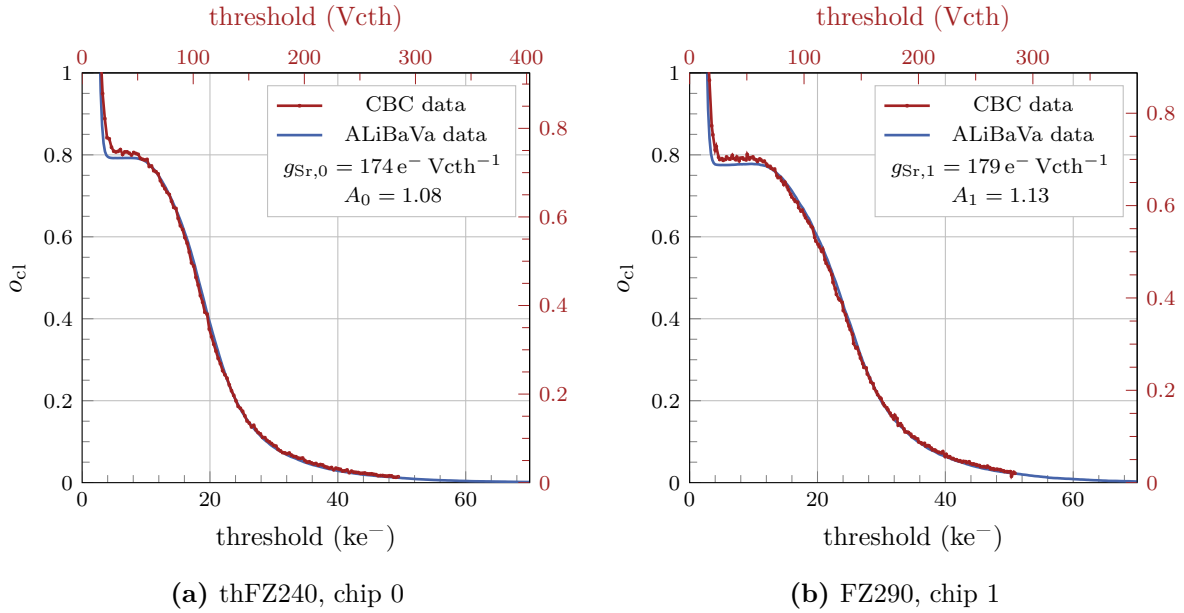 threshold (Vcth)
0 100 200 300 400
1
0.8
0.6
0.4
0.2
0
o_cl
0.8
0.6
0.4
0.2
0
CBC data
ALiBaVa data
g_Sr,0 = 174 e⁻ Vcth⁻¹
A₀ = 1.08
0 20 40 60
threshold (ke⁻)
(a) thFZ240, chip 0
threshold (Vcth)
0 100 200 300
1
0.8
0.6
0.4
0.2
0
o_cl
0.8
0.6
0.4
0.2
0
CBC data
ALiBaVa data
g_Sr,1 = 179 e⁻ Vcth⁻¹
A₁ = 1.13
0 20 40 60
threshold (ke⁻)
(b) FZ290, chip 1